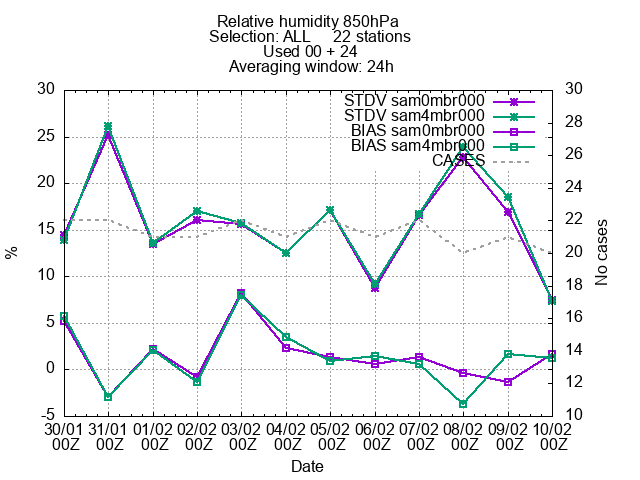 Relative humidity 850hPa
Selection: ALL 22 stations
Used 00 + 24
Averaging window: 24h
STDV sam0mbr000
STDV sam4mbr000
BIAS sam0mbr000
BIAS sam4mbr000
CASES
30
25
20
15
10
5
0
-5
%
30
28
26
24
22
20
18
16
14
12
10
No cases
30/01 31/01 01/02 02/02 03/02 04/02 05/02 06/02 07/02 08/02 09/02 10/02
00Z 00Z 00Z 00Z 00Z 00Z 00Z 00Z 00Z 00Z 00Z 00Z
Date